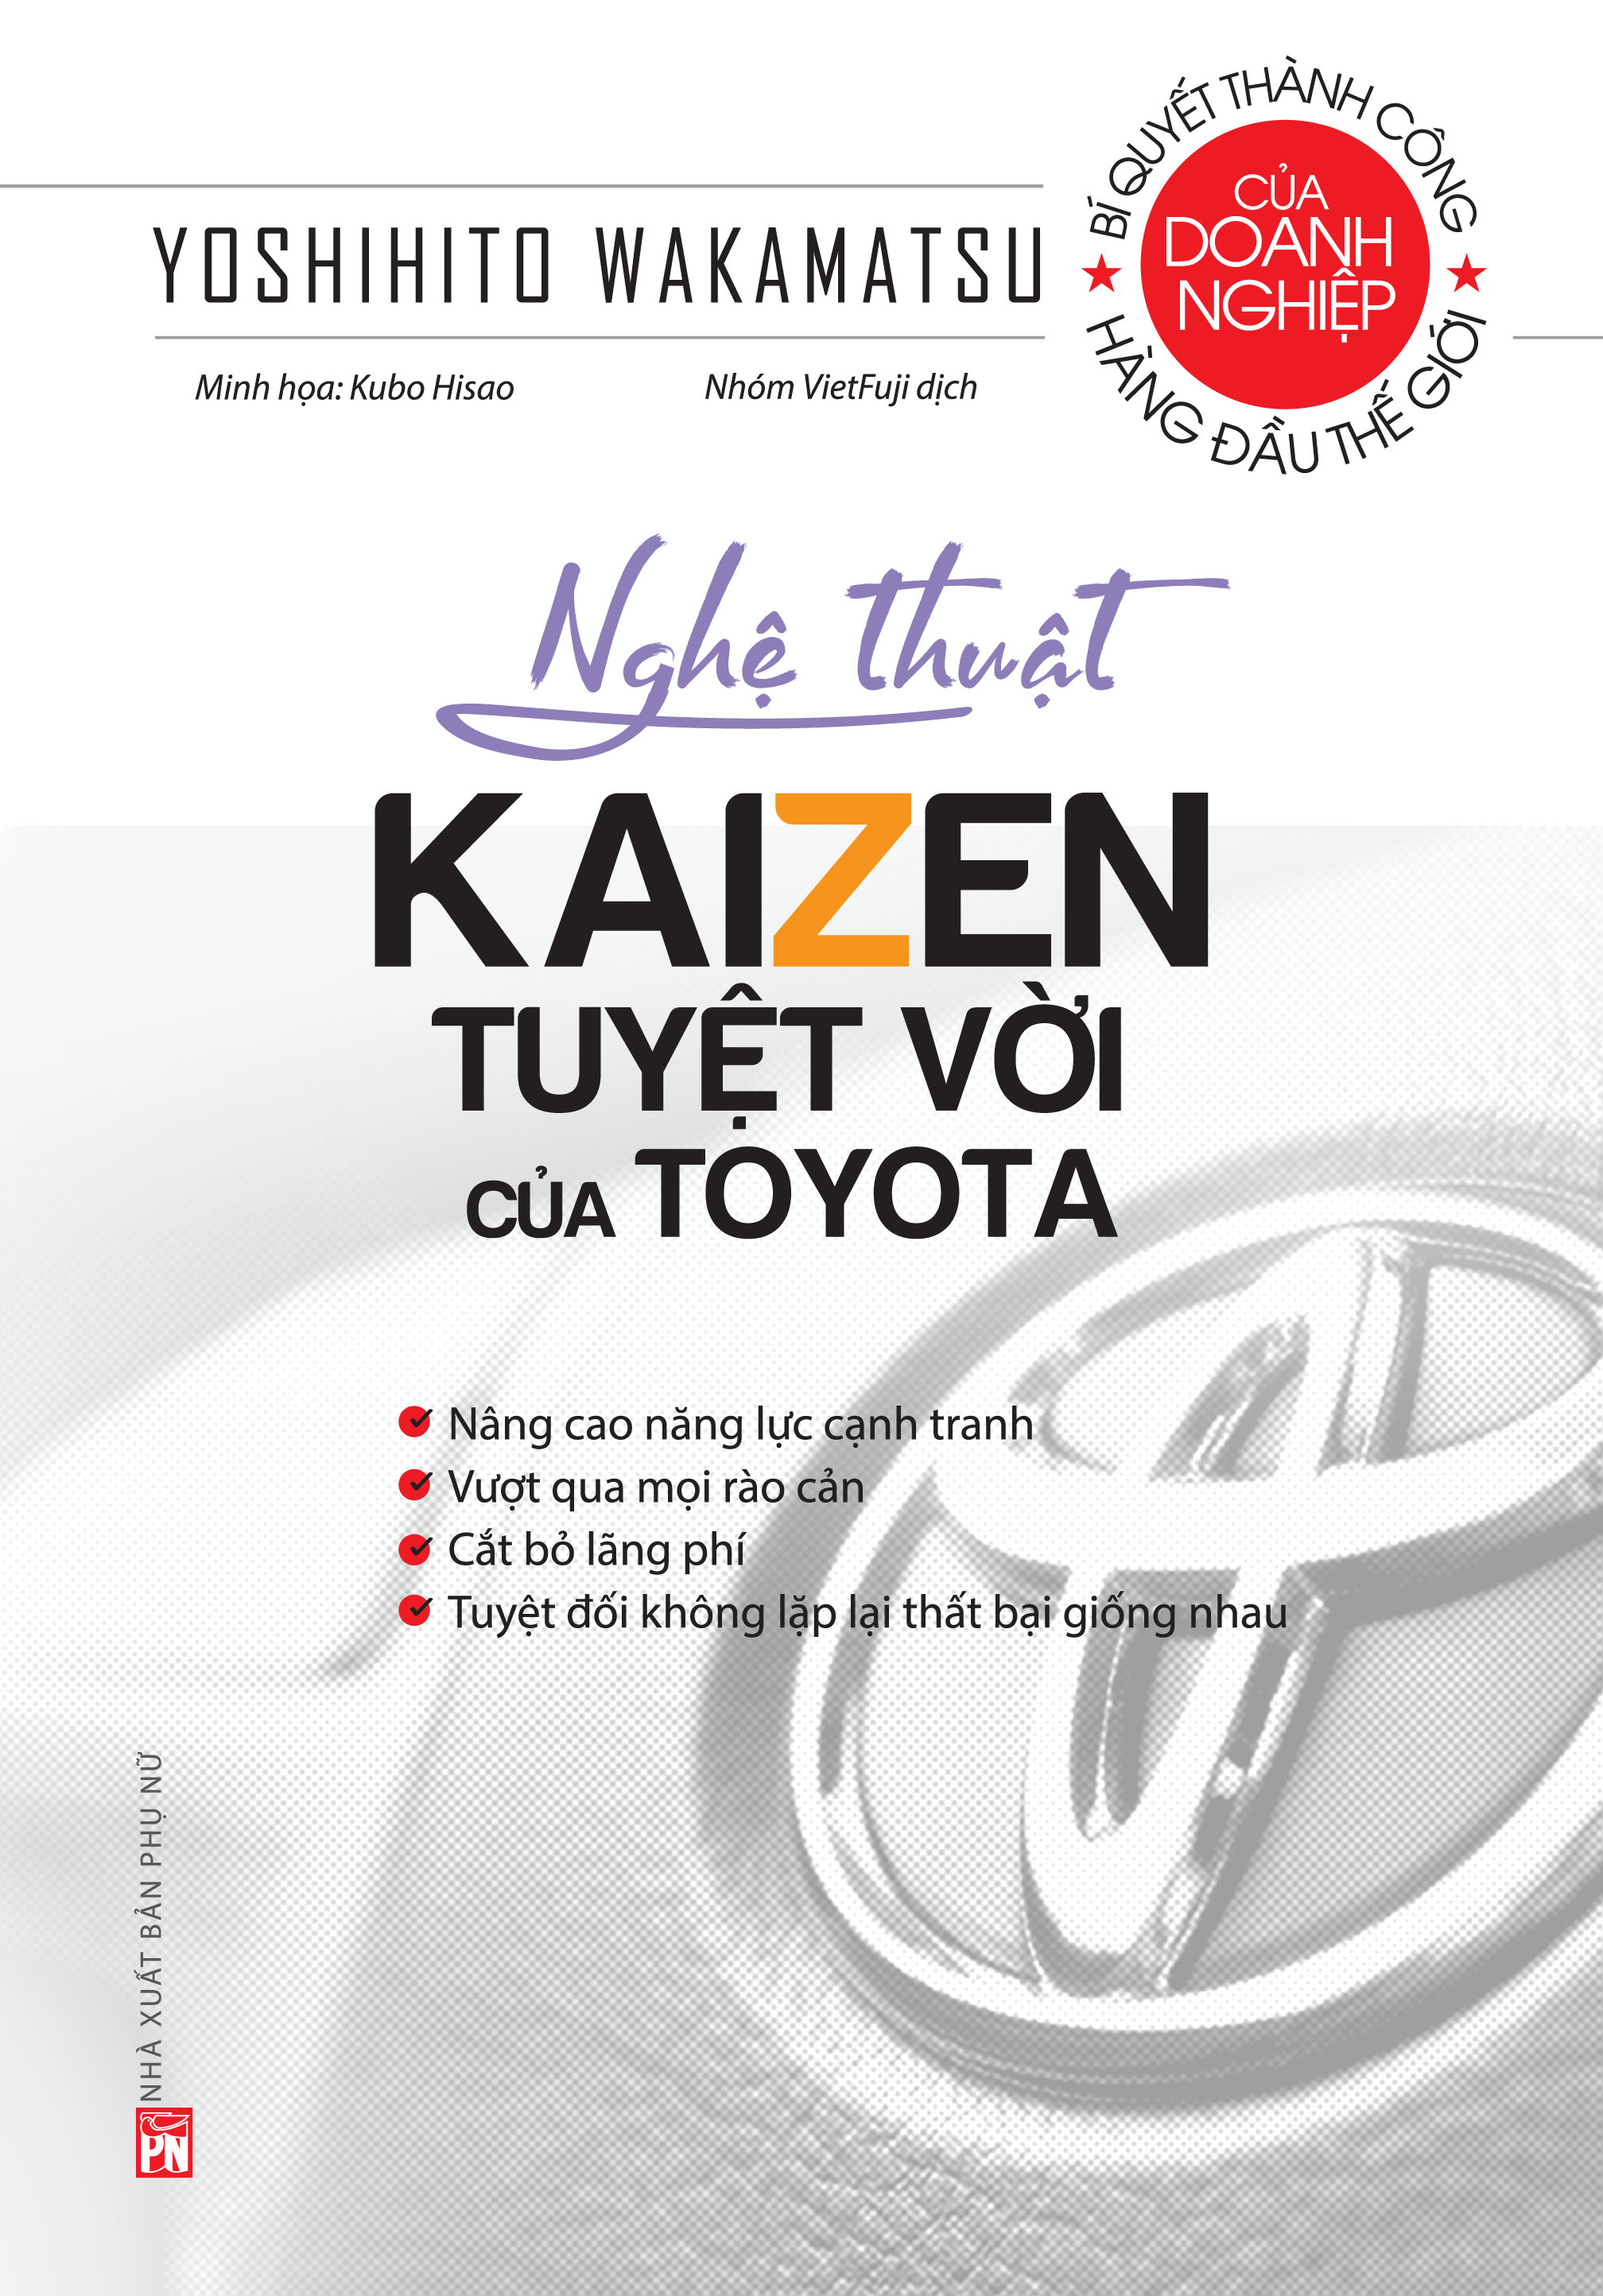 YOSHIHITO WAKAMATSU
Minh họa: Kubo Hisao
Nhóm VietFuji dịch
BÍ QUYẾT THÀNH CÔNG
CỦA
DOANH
NGHIỆP
HÀNG ĐẦU THẾ GIỚI
Nghệ thuật
KAIZEN
TUYỆT VỜI
CỦA TOYOTA
Nâng cao năng lực cạnh tranh
Vượt qua mọi rào cản
Cắt bỏ lãng phí
Tuyệt đối không lặp lại thất bại giống nhau
NHÀ XUẤT BẢN PHỤ NỮ
PN